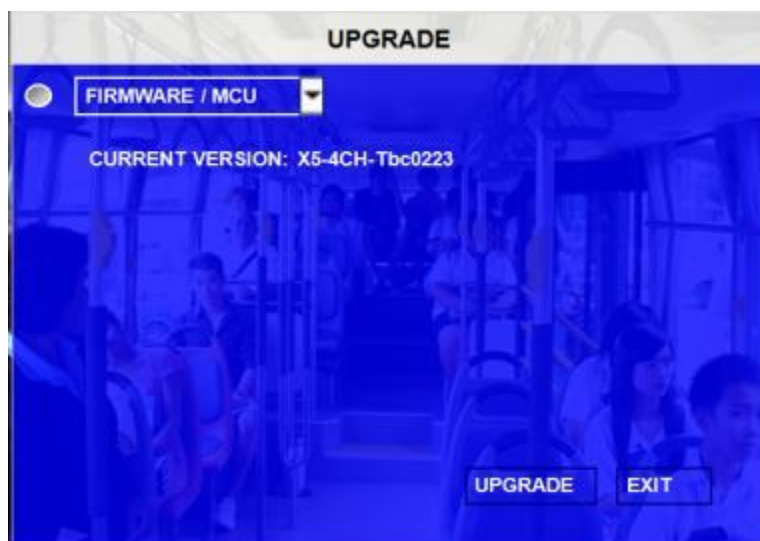 UPGRADE
FIRMWARE / MCU
CURRENT VERSION: X5-4CH-Tbc0223
UPGRADE EXIT